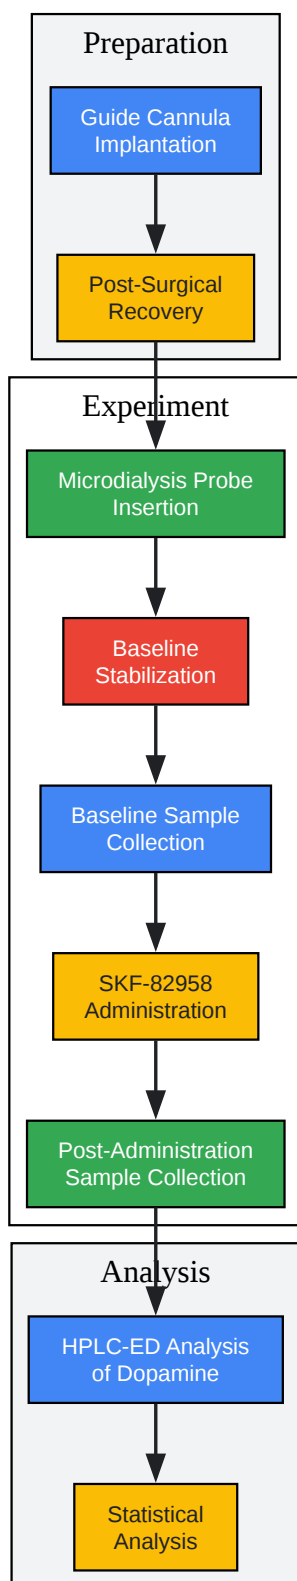 Preparation
Guide Cannula
Implantation
Post-Surgical
Recovery
Experiment
Microdialysis Probe
Insertion
Baseline
Stabilization
Baseline Sample
Collection
SKF-82958
Administration
Post-Administration
Sample Collection
Analysis
HPLC-ED Analysis
of Dopamine
Statistical
Analysis